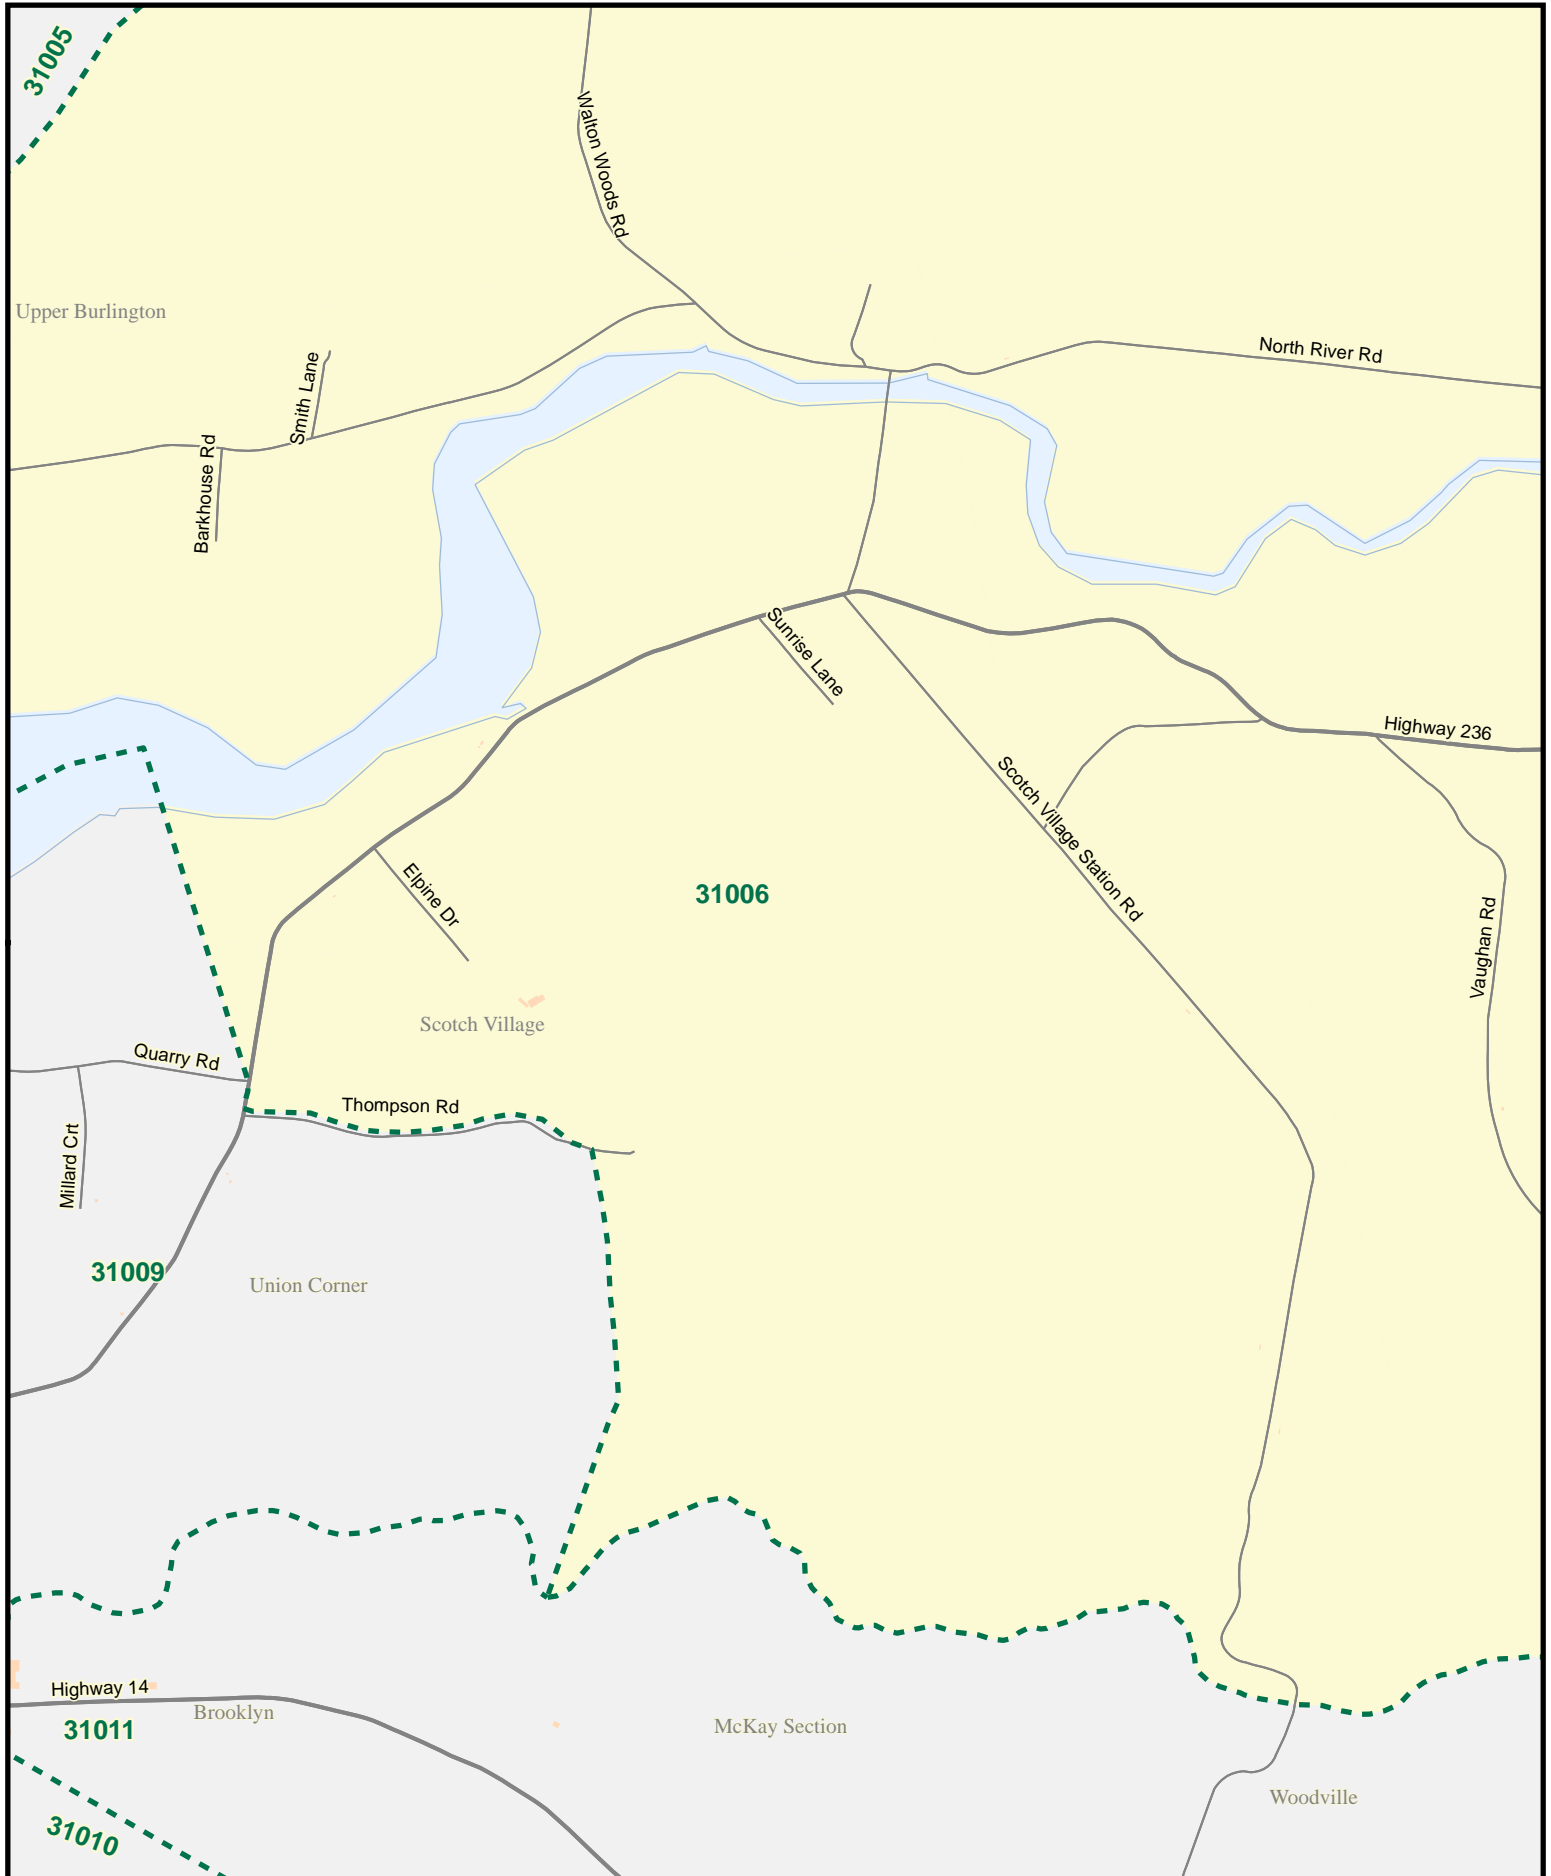 31005
Walton Woods Rd
Upper Burlington
North River Rd
Smith Lane
Barkhouse Rd
Sunrise Lane
Highway 236
Scotch Village Station Rd
Elpine Dr
31006
Vaughan Rd
Scotch Village
Quarry Rd
Thompson Rd
Millard Crt
31009
Union Corner
Highway 14
Brooklyn
31011
McKay Section
Woodville
31010